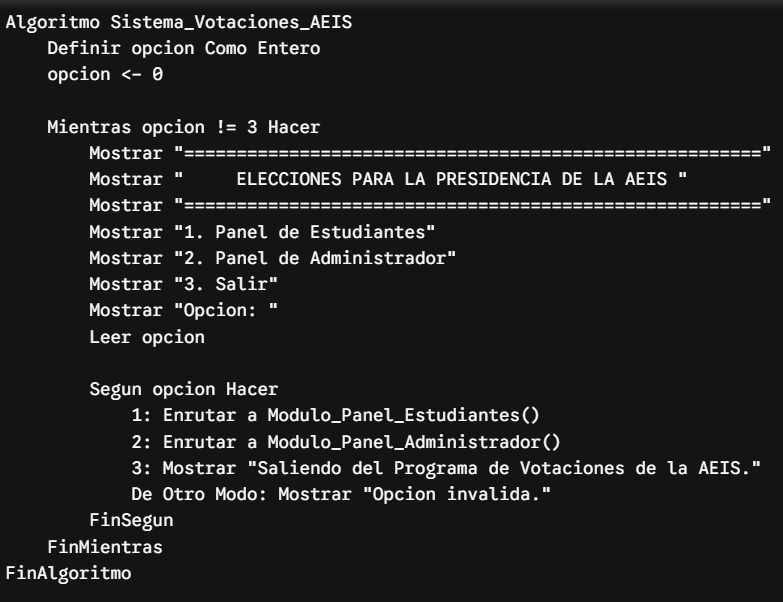 Algoritmo Sistema_Votaciones_AEIS
    Definir opcion Como Entero
    opcion <- 0

    Mientras opcion != 3 Hacer
        Mostrar "======================================================="
        Mostrar "     ELECCIONES PARA LA PRESIDENCIA DE LA AEIS "
        Mostrar "======================================================="
        Mostrar "1. Panel de Estudiantes"
        Mostrar "2. Panel de Administrador"
        Mostrar "3. Salir"
        Mostrar "Opcion: "
        Leer opcion

        Segun opcion Hacer
            1: Enrutar a Modulo_Panel_Estudiantes()
            2: Enrutar a Modulo_Panel_Administrador()
            3: Mostrar "Saliendo del Programa de Votaciones de la AEIS."
            De Otro Modo: Mostrar "Opcion invalida."
        FinSegun
    FinMientras
FinAlgoritmo